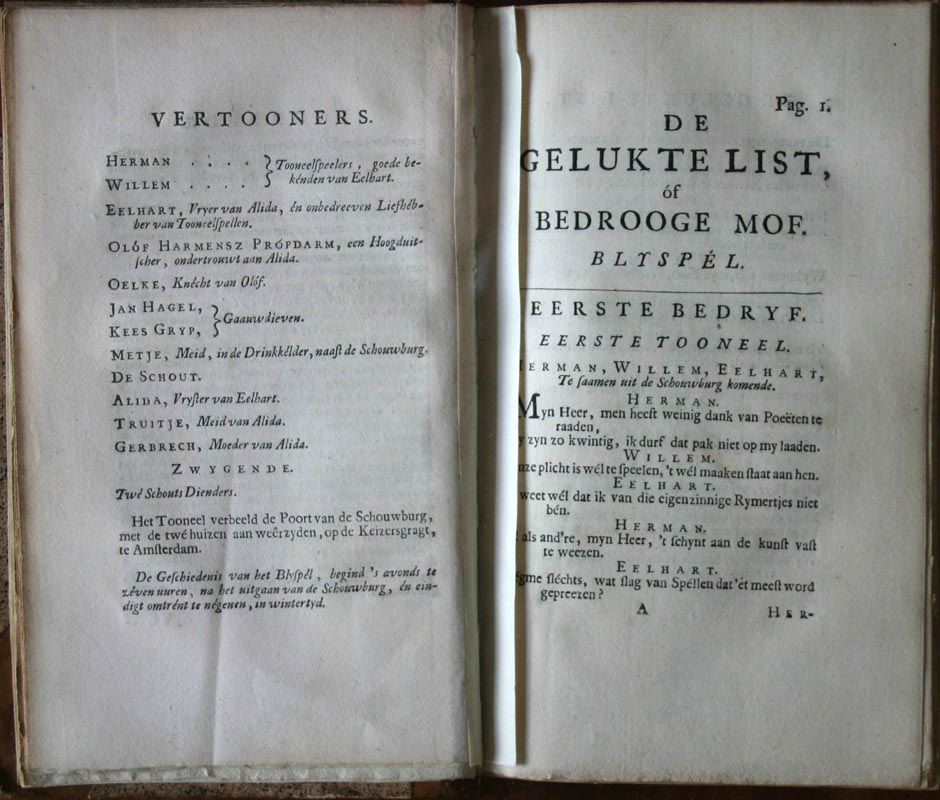 VERTOONERS.
HERMAN . . . . } Tooneelſpeelers, goede be-
WILLEM . . . . } kénden van Eelhart.
EELHART, Vryer van Alida, én onbedreeven Liefhéb-
ber van Tooneelſpellen.
OLÓF HARMENSZ PRÓPDARM, een Hoogduit-
ſcher, ondertrouwt aan Alida.
OELKE, Knécht van Olóf.
JAN HAGEL, } Gaauwdieven.
KEES GRYP, }
METJE, Meid, in de Drinkkélder, naaſt de Schouwburg.
DE SCHOUT.
ALIDA, Vryſter van Eelhart.
TRUITJE, Meid van Alida.
GERBRECH, Moeder van Alida.
ZWYGENDE.
Twé Schouts Dienders.
Het Tooneel verbeeld de Poort van de Schouwburg,
met de twé huizen aan weêrzyden, op de Keizersgragt,
te Amſterdam.
De Geſchiedenis van het Blyſpél, begind 's avonds te
zéven uuren, na het uitgaan van de Schouwburg, én ein-
digt omtrént te négenen, in wintertyd.
Pag. 1.
DE
GELUKTE LIST,
óf
BEDROOGE MOF.
BLYSPÉL.
EERSTE BEDRYF.
EERSTE TOONEEL.
HERMAN, WILLEM, EELHART,
Te ſaamen uit de Schouwburg komende.
HERMAN.
Myn Heer, men heeft weinig dank van Poëëten te
raaden,
zyn zo kwintig, ik durf dat pak niet op my laaden.
WILLEM.
plicht is wél te ſpeelen, 't wél maaken ſtaat aan hen.
EELHART.
weet wél dat ik van die eigenzinnige Rymertjes niet
bén.
HERMAN.
als and're, myn Heer, 't ſchynt aan de kunſt vaſt
te weezen.
EELHART.
ſléchts, wat ſlag van Spéllen dat 'ét meeſt word
gepreezen?
A HER-